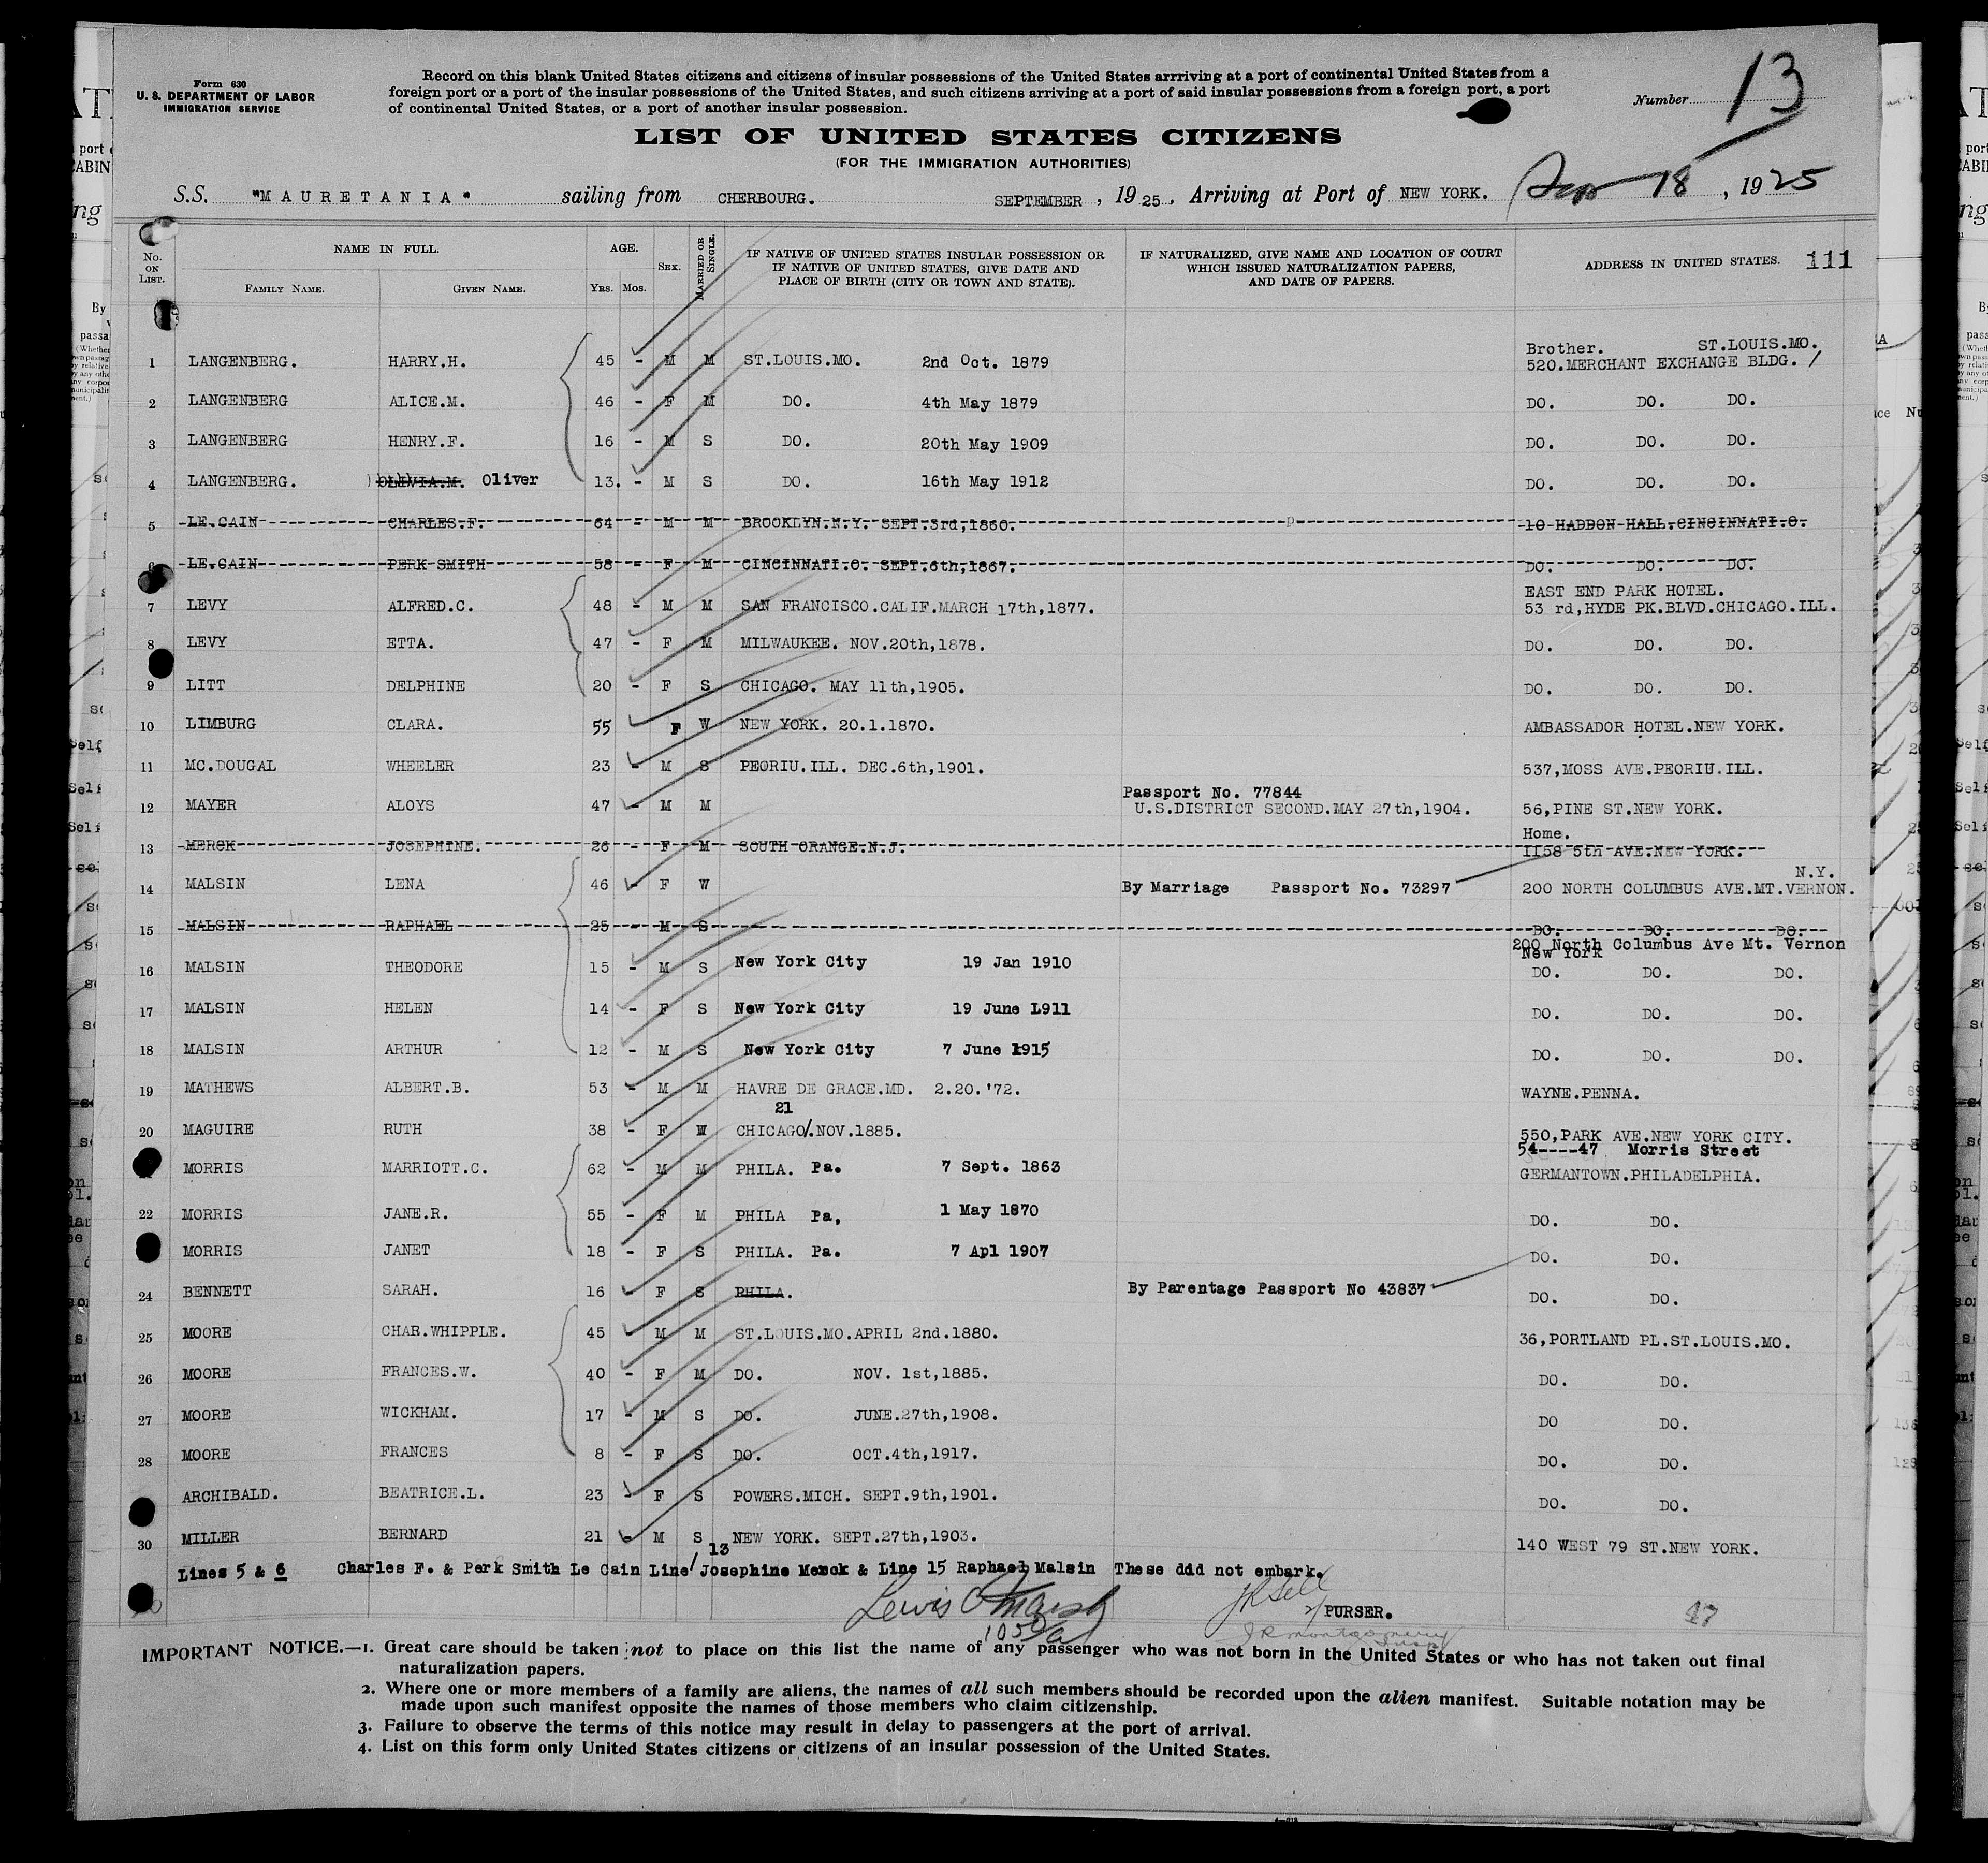 Form 630
U. S. DEPARTMENT OF LABOR
IMMIGRATION SERVICE
Record on this blank United States citizens and citizens of insular possessions of the United States arrriving at a port of continental United States from a
foreign port or a port of the insular possessions of the United States, and such citizens arriving at a port of said insular possessions from a foreign port, a port
of continental United States, or a port of another insular possession.
Number 13
LIST OF UNITED STATES CITIZENS
(FOR THE IMMIGRATION AUTHORITIES)
S.S. "MAURETANIA" sailing from CHERBOURG. SEPTEMBER, 1925, Arriving at Port of NEW YORK. Sep 18, 1925
No. ON LIST. NAME IN FULL. FAMILY NAME. GIVEN NAME. AGE. YRS. MOS. SEX. MARRIED OR SINGLE. IF NATIVE OF UNITED STATES INSULAR POSSESSION OR IF NATIVE OF UNITED STATES, GIVE DATE AND PLACE OF BIRTH (CITY OR TOWN AND STATE). IF NATURALIZED, GIVE NAME AND LOCATION OF COURT WHICH ISSUED NATURALIZATION PAPERS, AND DATE OF PAPERS. ADDRESS IN UNITED STATES. 111
Brother. ST.LOUIS.MO.
1 LANGENBERG. HARRY.H. 45 - M M ST.LOUIS.MO. 2nd Oct. 1879 520.MERCHANT EXCHANGE BLDG. /
2 LANGENBERG ALICE.M. 46 - F M DO. 4th May 1879 DO. DO. DO.
3 LANGENBERG HENRY.F. 16 - M S DO. 20th May 1909 DO. DO. DO.
4 LANGENBERG. OLIVIA.M. Oliver 13. - M S DO. 16th May 1912 DO. DO. DO.
5 LE.CAIN CHARLES.F. 64 - M M BROOKLYN.N.Y. SEPT.3rd,1860. 10 HADDON HALL.CINCINNATI.O.
6 LE.CAIN PERK SMITH 58 - F M CINCINNATI.O. SEPT.6th,1867. DO. DO. DO.
EAST END PARK HOTEL.
7 LEVY ALFRED.C. 48 - M M SAN FRANCISCO.CALIF.MARCH 17th,1877. 53 rd,HYDE PK.BLVD.CHICAGO.ILL.
8 LEVY ETTA. 47 - F M MILWAUKEE. NOV.20th,1878. DO. DO. DO.
9 LITT DELPHINE 20 - F S CHICAGO. MAY 11th,1905. DO. DO. DO.
10 LIMBURG CLARA. 55 F W NEW YORK. 20.1.1870. AMBASSADOR HOTEL.NEW YORK.
11 MC.DOUGAL WHEELER 23 - M S PEORIU.ILL. DEC.6th,1901. 537,MOSS AVE.PEORIU.ILL.
Passport No. 77844
12 MAYER ALOYS 47 - M M U.S.DISTRICT SECOND.MAY 27th,1904. 56,PINE ST.NEW YORK.
Home.
13 MERCK JOSEPHINE. 26 - F M SOUTH ORANGE.N.J. 1158 5th AVE.NEW YORK.
N.Y.
14 MALSIN LENA 46 - F W By Marriage Passport No. 73297 200 NORTH COLUMBUS AVE.MT.VERNON.
15 MALSIN RAPHAEL 25 - M S DO. DO. DO.
200 North Columbus Ave Mt. Vernon
New York
16 MALSIN THEODORE 15 - M S New York City 19 Jan 1910 DO. DO. DO.
17 MALSIN HELEN 14 - F S New York City 19 June 1911 DO. DO. DO.
18 MALSIN ARTHUR 12 - M S New York City 7 June 1915 DO. DO. DO.
19 MATHEWS ALBERT.B. 53 - M M HAVRE DE GRACE.MD. 2.20.'72. WAYNE.PENNA.
21
20 MAGUIRE RUTH 38 - F W CHICAGO/.NOV.1885. 550,PARK AVE.NEW YORK CITY.
54----47 Morris Street
MORRIS MARRIOTT.C. 62 - M M PHILA. Pa. 7 Sept. 1863 GERMANTOWN.PHILADELPHIA.
22 MORRIS JANE.R. 55 - F M PHILA Pa, 1 May 1870 DO. DO.
MORRIS JANET 18 - F S PHILA. Pa. 7 Apl 1907 DO. DO.
24 BENNETT SARAH. 16 - F S PHILA. By Parentage Passport No 43837 DO. DO.
25 MOORE CHAR.WHIPPLE. 45 - M M ST.LOUIS.MO.APRIL 2nd.1880. 36,PORTLAND PL.ST.LOUIS.MO.
26 MOORE FRANCES.W. 40 - F M DO. NOV. 1st,1885. DO. DO.
27 MOORE WICKHAM. 17 - M S DO. JUNE.27th,1908. DO DO.
28 MOORE FRANCES 8 - F S DO. OCT.4th,1917. DO. DO.
ARCHIBALD. BEATRICE.L. 23 - F S POWERS.MICH. SEPT.9th,1901. DO. DO.
30 MILLER BERNARD 21 - M S NEW YORK. SEPT.27th,1903. 140 WEST 79 ST.NEW YORK.
13
Lines 5 & 6 Charles F. & Perk Smith Le Cain Line/ Josephine Merck & Line 15 Raphael Malsin These did not embark.
PURSER.
IMPORTANT NOTICE.—1. Great care should be taken not to place on this list the name of any passenger who was not born in the United States or who has not taken out final
naturalization papers.
2. Where one or more members of a family are aliens, the names of all such members should be recorded upon the alien manifest. Suitable notation may be
made upon such manifest opposite the names of those members who claim citizenship.
3. Failure to observe the terms of this notice may result in delay to passengers at the port of arrival.
4. List on this form only United States citizens or citizens of an insular possession of the United States.